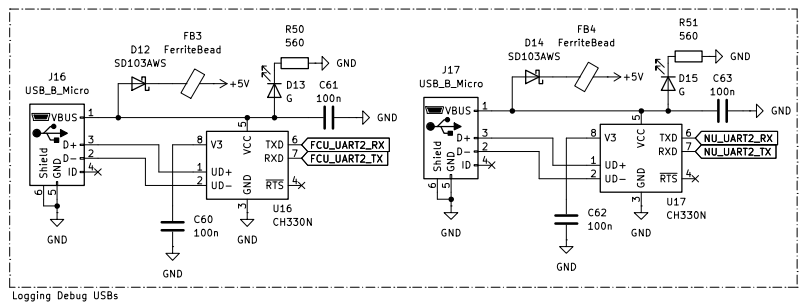 R50
560
GND
FB3
FerriteBead
D12
SD103AWS
+5V
J16
USB_B_Micro
D13
G
C61
100n
GND
VBUS
1
D+
3
D-
2
ID
4
Shield
GND
6
5
GND
5
VCC
8
V3
TXD
6
FCU_UART2_RX
RXD
7
FCU_UART2_TX
1
UD+
2
UD-
RTS
4
GND
3
U16
CH330N
GND
C60
100n
GND
R51
560
GND
FB4
FerriteBead
D14
SD103AWS
+5V
J17
USB_B_Micro
D15
G
C63
100n
GND
VBUS
1
D+
3
D-
2
ID
4
Shield
GND
6
5
GND
5
VCC
8
V3
TXD
6
NU_UART2_RX
RXD
7
NU_UART2_TX
1
UD+
2
UD-
RTS
4
GND
3
U17
CH330N
GND
C62
100n
GND
Logging Debug USBs